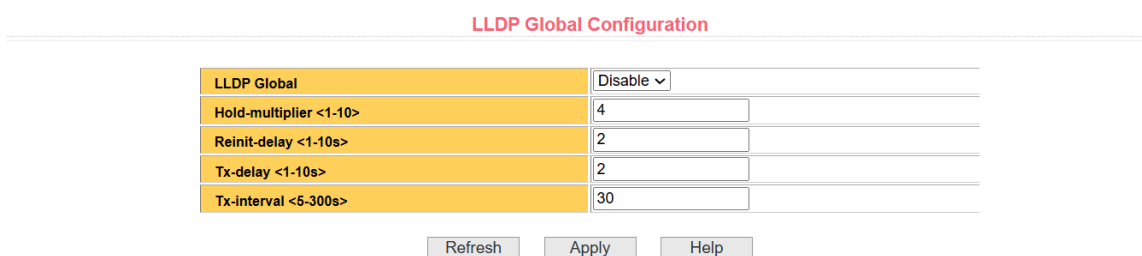 LLDP Global Configuration
LLDP Global Disable
Hold-multiplier <1-10> 4
Reinit-delay <1-10s> 2
Tx-delay <1-10s> 2
Tx-interval <5-300s> 30
Refresh Apply Help